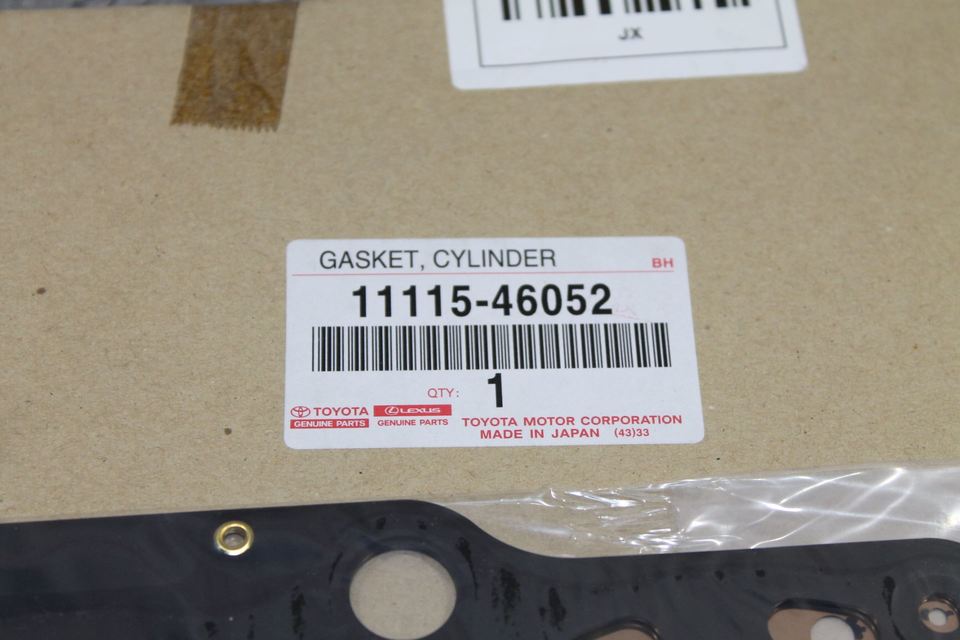 JX
GASKET, CYLINDER BH
11115-46052
QTY: 1
TOYOTA LEXUS TOYOTA MOTOR CORPORATION
GENUINE PARTS GENUINE PARTS MADE IN JAPAN (43)33